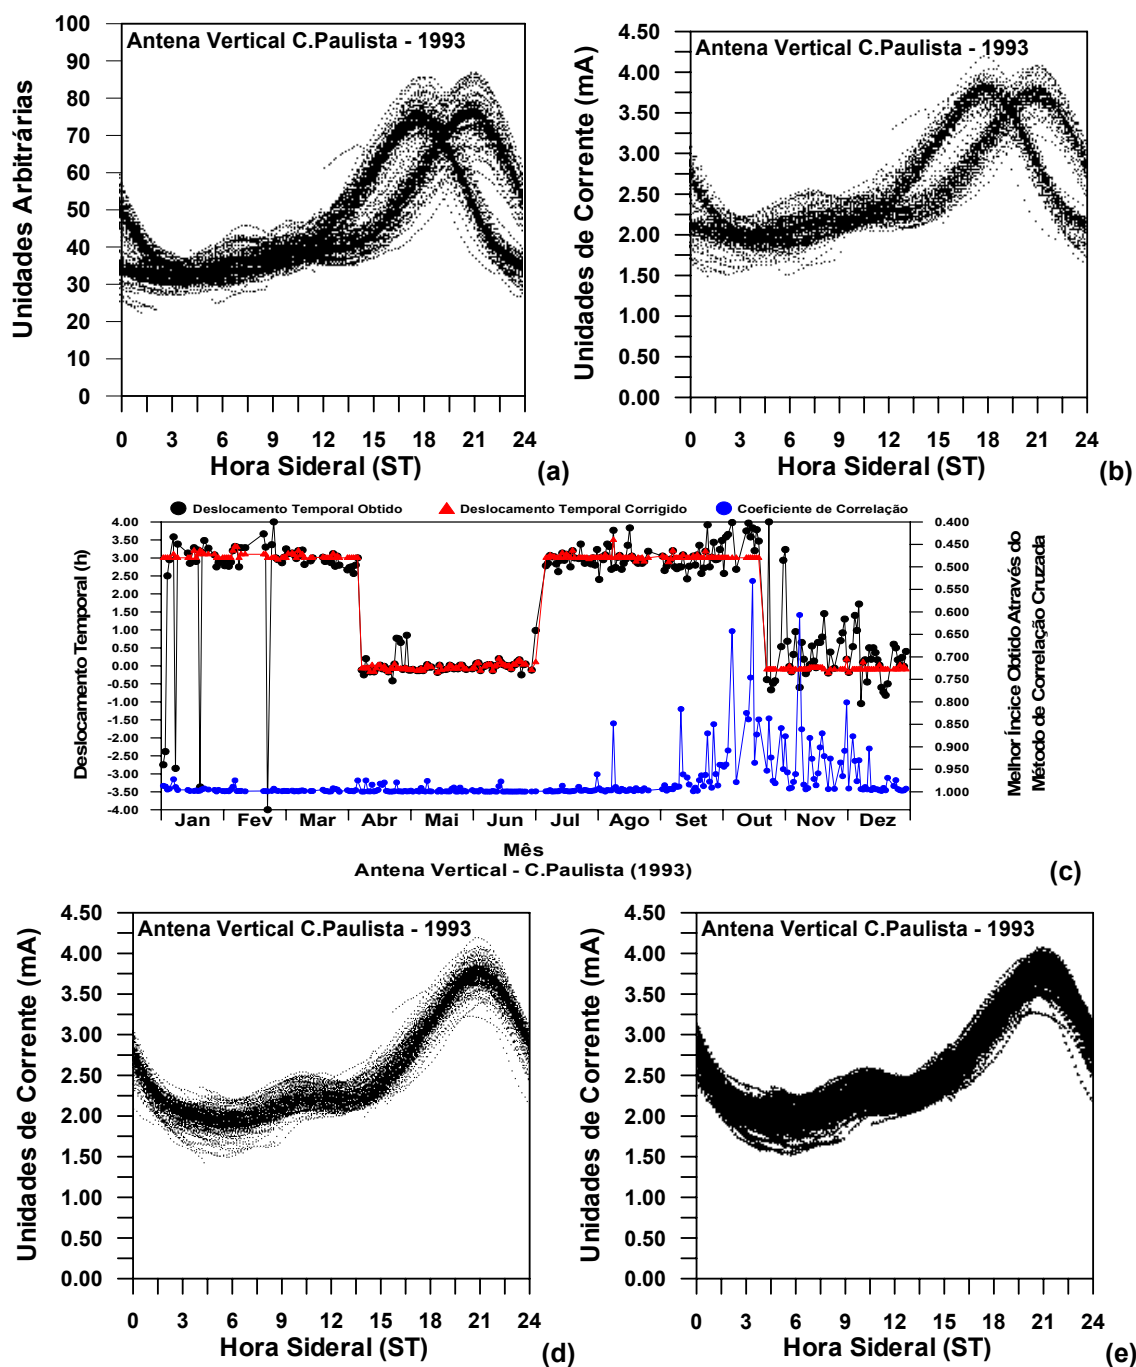 Antena Vertical C.Paulista - 1993
Unidades Arbitrárias
100
90
80
70
60
50
40
30
20
10
0
0 3 6 9 12 15 18 21 24
Hora Sideral (ST)
(a)
Antena Vertical C.Paulista - 1993
Unidades de Corrente (mA)
4.50
4.00
3.50
3.00
2.50
2.00
1.50
1.00
0.50
0.00
0 3 6 9 12 15 18 21 24
Hora Sideral (ST)
(b)
Deslocamento Temporal Obtido
Deslocamento Temporal Corrigido
Coeficiente de Correlação
Deslocamento Temporal (h)
4.00
3.00
2.50
1.50
0.50
0.00
-0.50
-1.00
-2.00
-3.00
-3.50
-4.00
0.400
0.450
0.500
0.550
0.600
0.650
0.700
0.750
0.800
0.850
0.900
0.950
1.000
Melhor Íncice Obtido Através do
Método de Correlação Cruzada
Jan Fev Mar Abr Mai Jun Jul Ago Set Out Nov Dez
Mês
Antena Vertical - C.Paulista (1993)
(c)
Antena Vertical C.Paulista - 1993
Unidades de Corrente (mA)
4.50
4.00
3.50
3.00
2.50
2.00
1.50
1.00
0.50
0.00
0 3 6 9 12 15 18 21 24
Hora Sideral (ST)
(d)
Antena Vertical C.Paulista - 1993
Unidades de Corrente (mA)
4.50
4.00
3.50
3.00
2.50
2.00
1.50
1.00
0.50
0.00
0 3 6 9 12 15 18 21 24
Hora Sideral (ST)
(e)